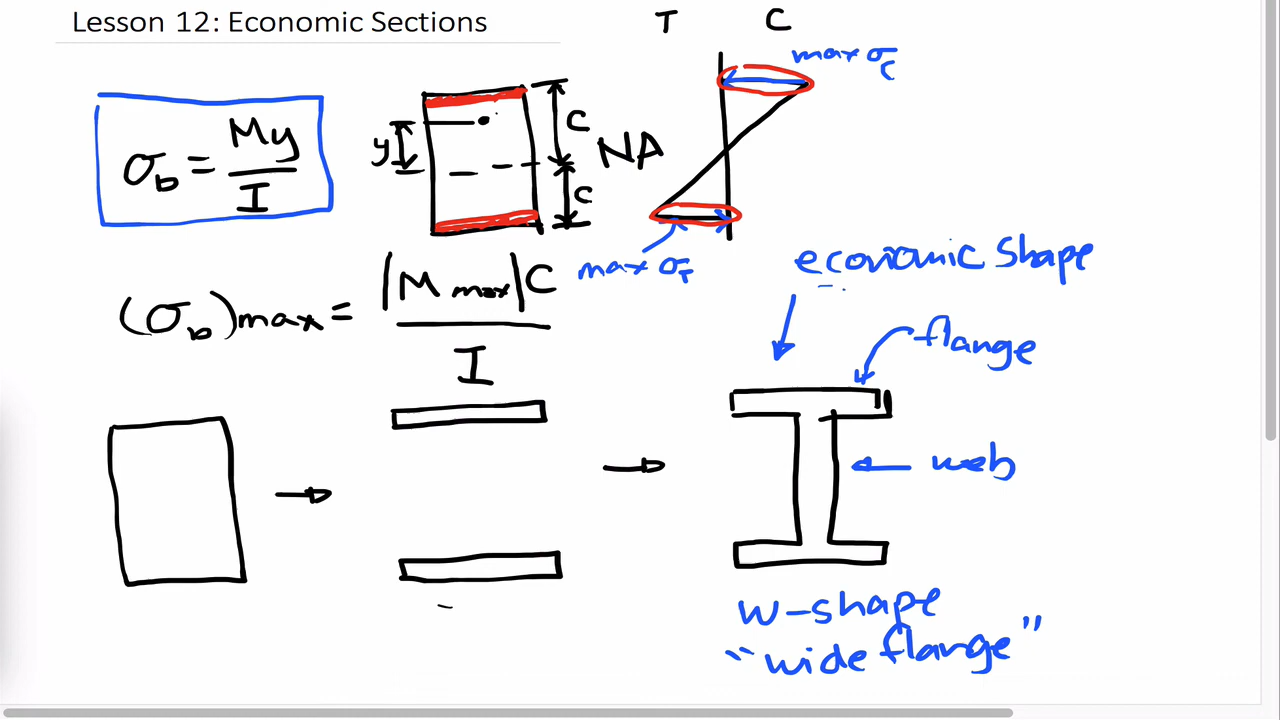 Lesson 12: Economic Sections
T C
max σc
σb = My/I
y
C
C
NA
max σT
(σb)max = |M max|C/I
economic shape
flange
web
W-shape
"wide flange"